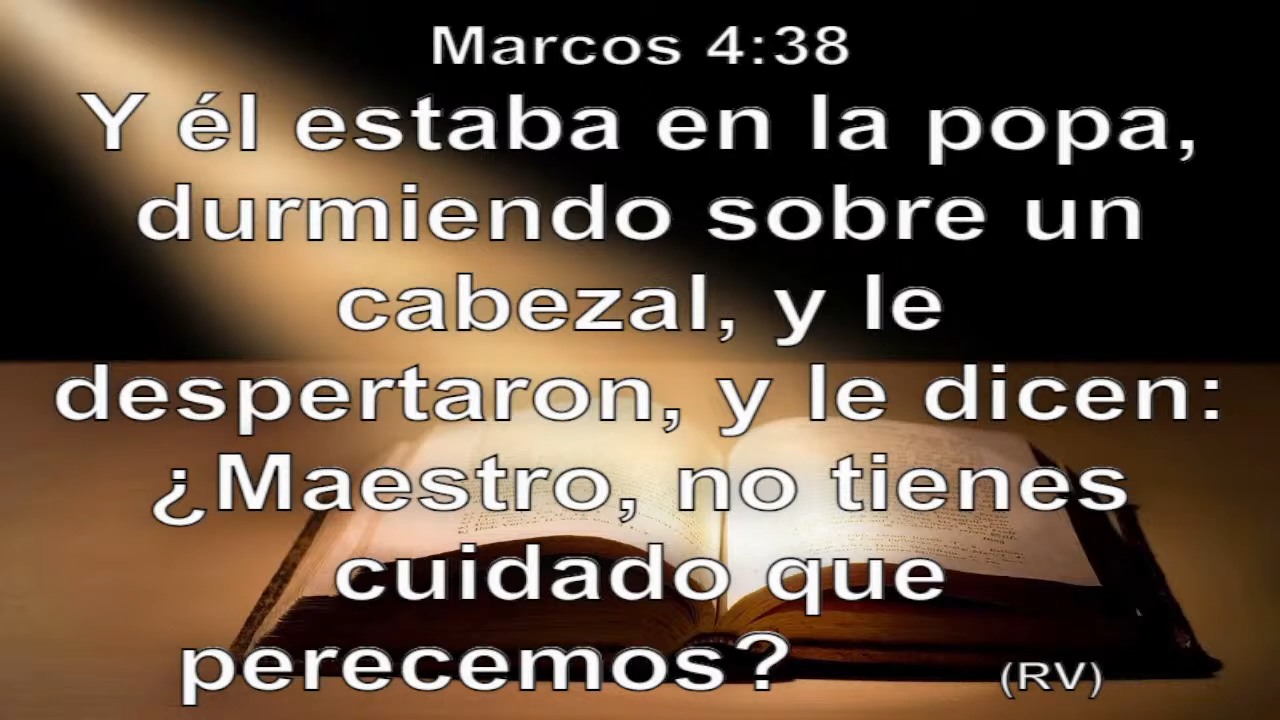 Marcos 4:38
Y él estaba en la popa,
durmiendo sobre un
cabezal, y le
despertaron, y le dicen:
¿Maestro, no tienes
cuidado que
perecemos? (RV)